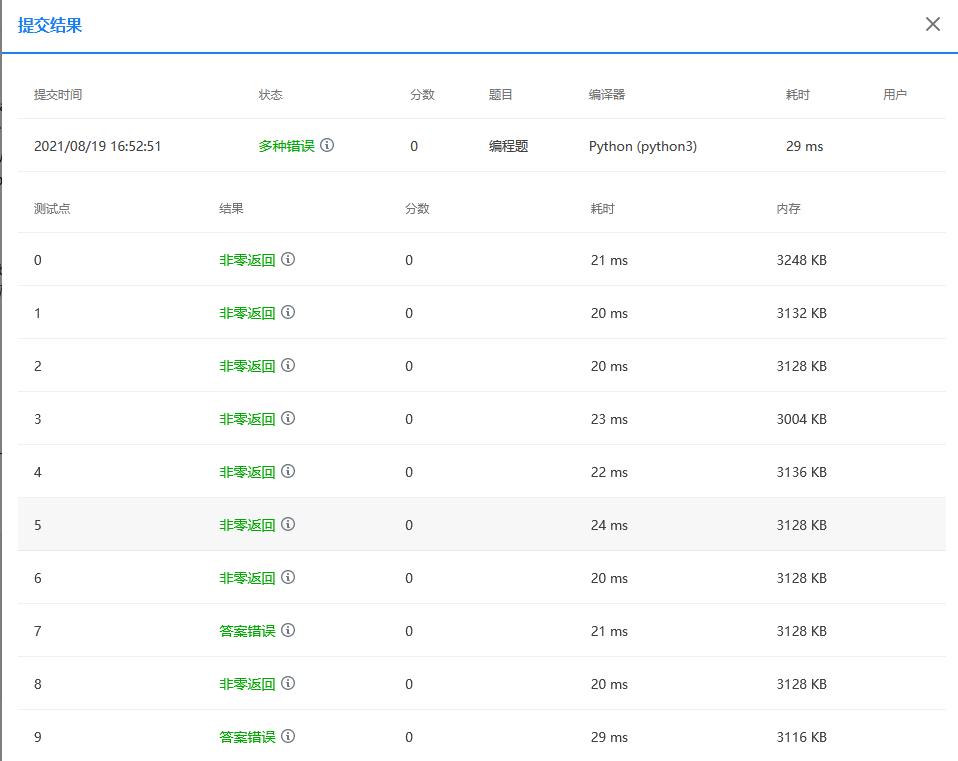 提交结果
提交时间 状态 分数 题目 编译器 耗时 用户
2021/08/19 16:52:51 多种错误 0 编程题 Python (python3) 29 ms
测试点 结果 分数 耗时 内存
0 非零返回 0 21 ms 3248 KB
1 非零返回 0 20 ms 3132 KB
2 非零返回 0 20 ms 3128 KB
3 非零返回 0 23 ms 3004 KB
4 非零返回 0 22 ms 3136 KB
5 非零返回 0 24 ms 3128 KB
6 非零返回 0 20 ms 3128 KB
7 答案错误 0 21 ms 3128 KB
8 非零返回 0 20 ms 3128 KB
9 答案错误 0 29 ms 3116 KB